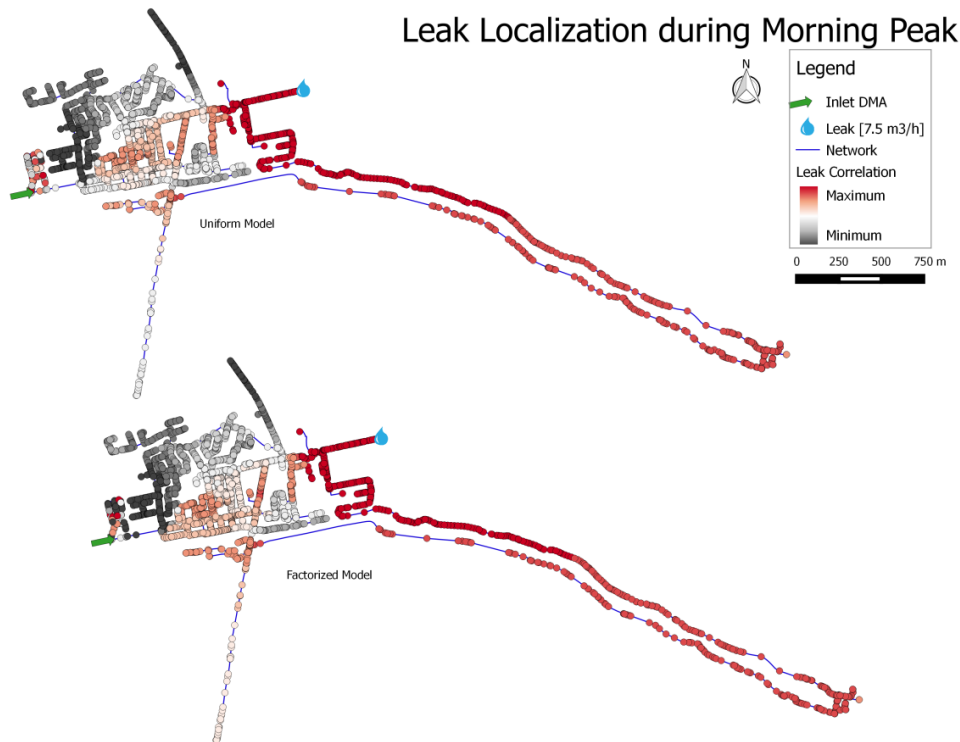 Leak Localization during Morning Peak
N
Legend
Inlet DMA
Leak [7.5 m3/h]
Network
Leak Correlation
Maximum
Minimum
0 250 500 750 m
Uniform Model
Factorized Model